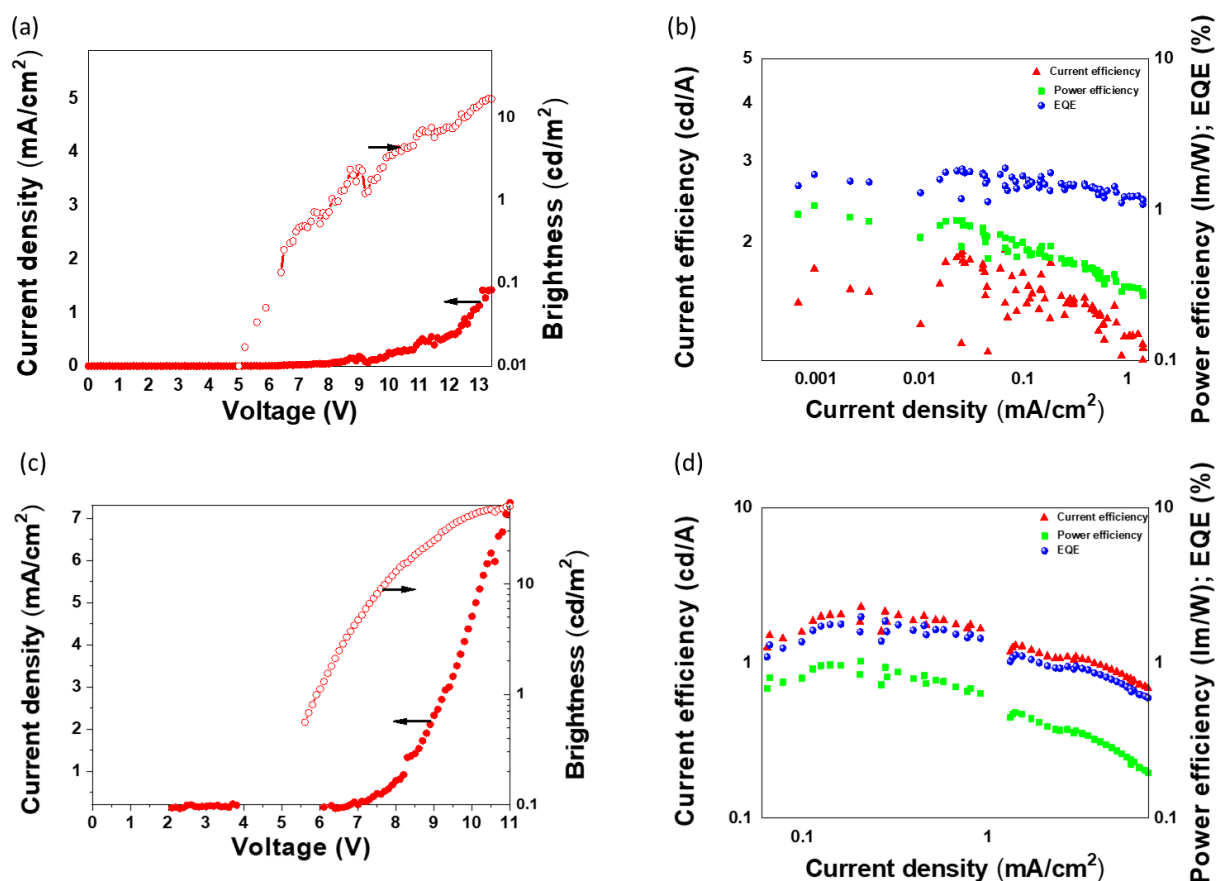 (a)
Current density (mA/cm²)
5
4
3
2
1
0
0 1 2 3 4 5 6 7 8 9 10 11 12 13
Voltage (V)
10
1
0.1
0.01
Brightness (cd/m²)
(b)
Current efficiency (cd/A)
5
4
3
2
0.001 0.01 0.1 1
Current density (mA/cm²)
Current efficiency
Power efficiency
EQE
10
1
0.1
Power efficiency (lm/W); EQE (%)
(c)
Current density (mA/cm²)
7
6
5
4
3
2
1
0 1 2 3 4 5 6 7 8 9 10 11
Voltage (V)
10
1
0.1
Brightness (cd/m²)
(d)
Current efficiency (cd/A)
10
1
0.1
0.1 1
Current density (mA/cm²)
Current efficiency
Power efficiency
EQE
10
1
0.1
Power efficiency (lm/W); EQE (%)